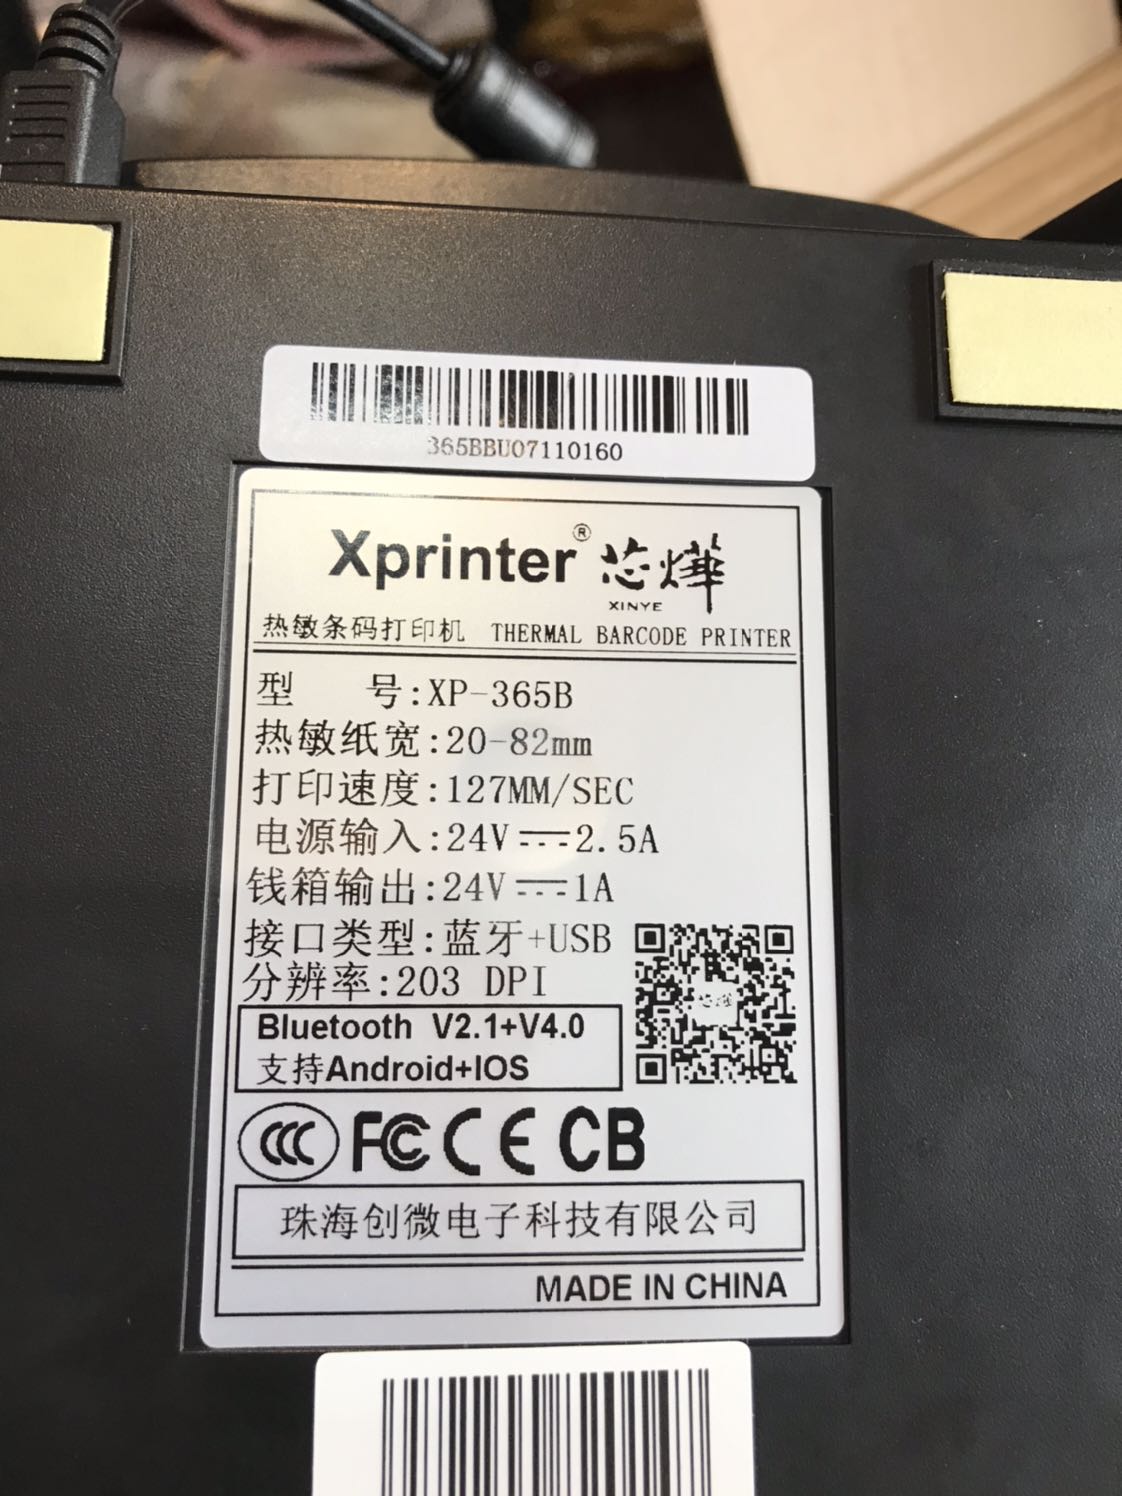 365BBU07110160
Xprinter® 芯烨
XINYE
热敏条码打印机 THERMAL BARCODE PRINTER
型 号:XP-365B
热敏纸宽:20-82mm
打印速度:127MM/SEC
电源输入:24V⎓2.5A
钱箱输出:24V⎓1A
接口类型:蓝牙+USB
分辨率:203 DPI
芯烨
Bluetooth V2.1+V4.0
支持Android+IOS
CCC FC CE CB
珠海创微电子科技有限公司
MADE IN CHINA